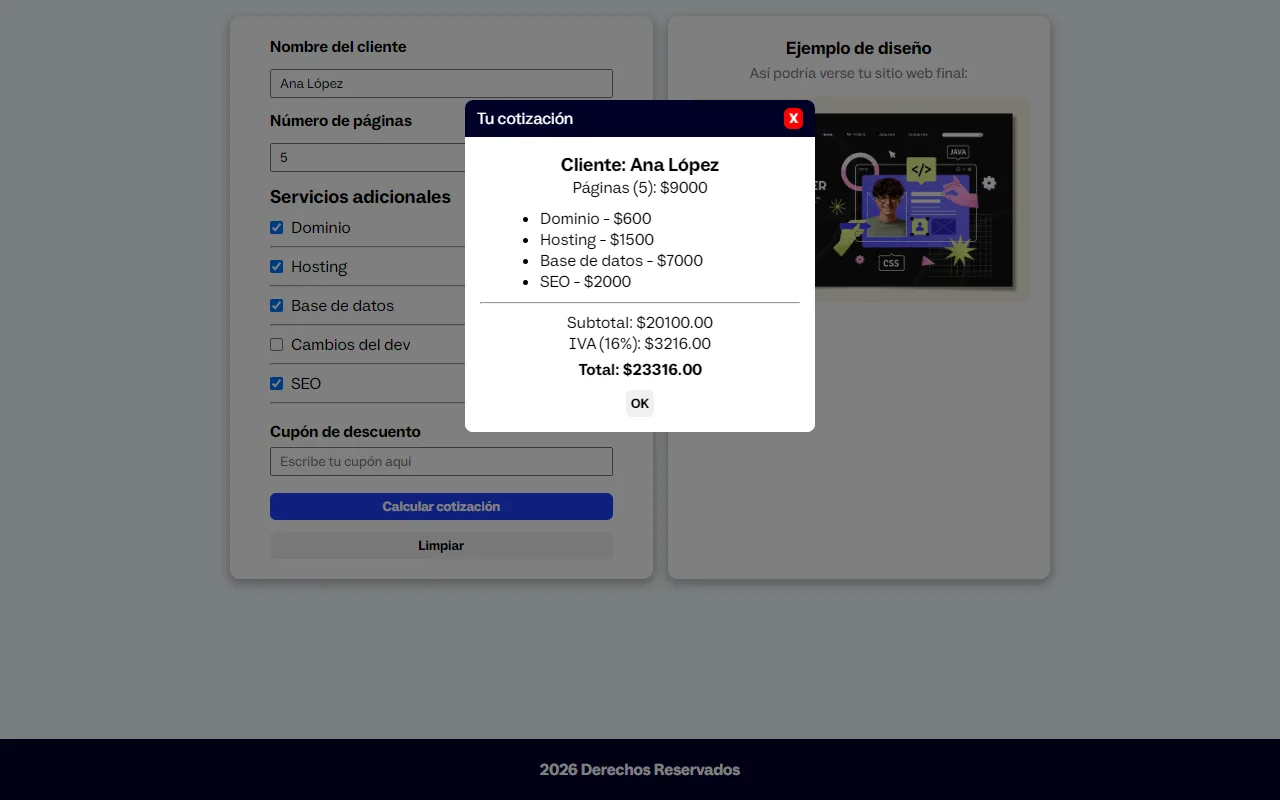 Nombre del cliente
Ana López
Número de páginas
5
Servicios adicionales
Dominio
Hosting
Base de datos
Cambios del dev
SEO
Cupón de descuento
Escribe tu cupón aquí
Calcular cotización
Limpiar
Ejemplo de diseño
Así podría verse tu sitio web final:
JAVA
</>
CSS
Tu cotización
X
Cliente: Ana López
Páginas (5): $9000
Dominio - $600
Hosting - $1500
Base de datos - $7000
SEO - $2000
Subtotal: $20100.00
IVA (16%): $3216.00
Total: $23316.00
OK
2026 Derechos Reservados